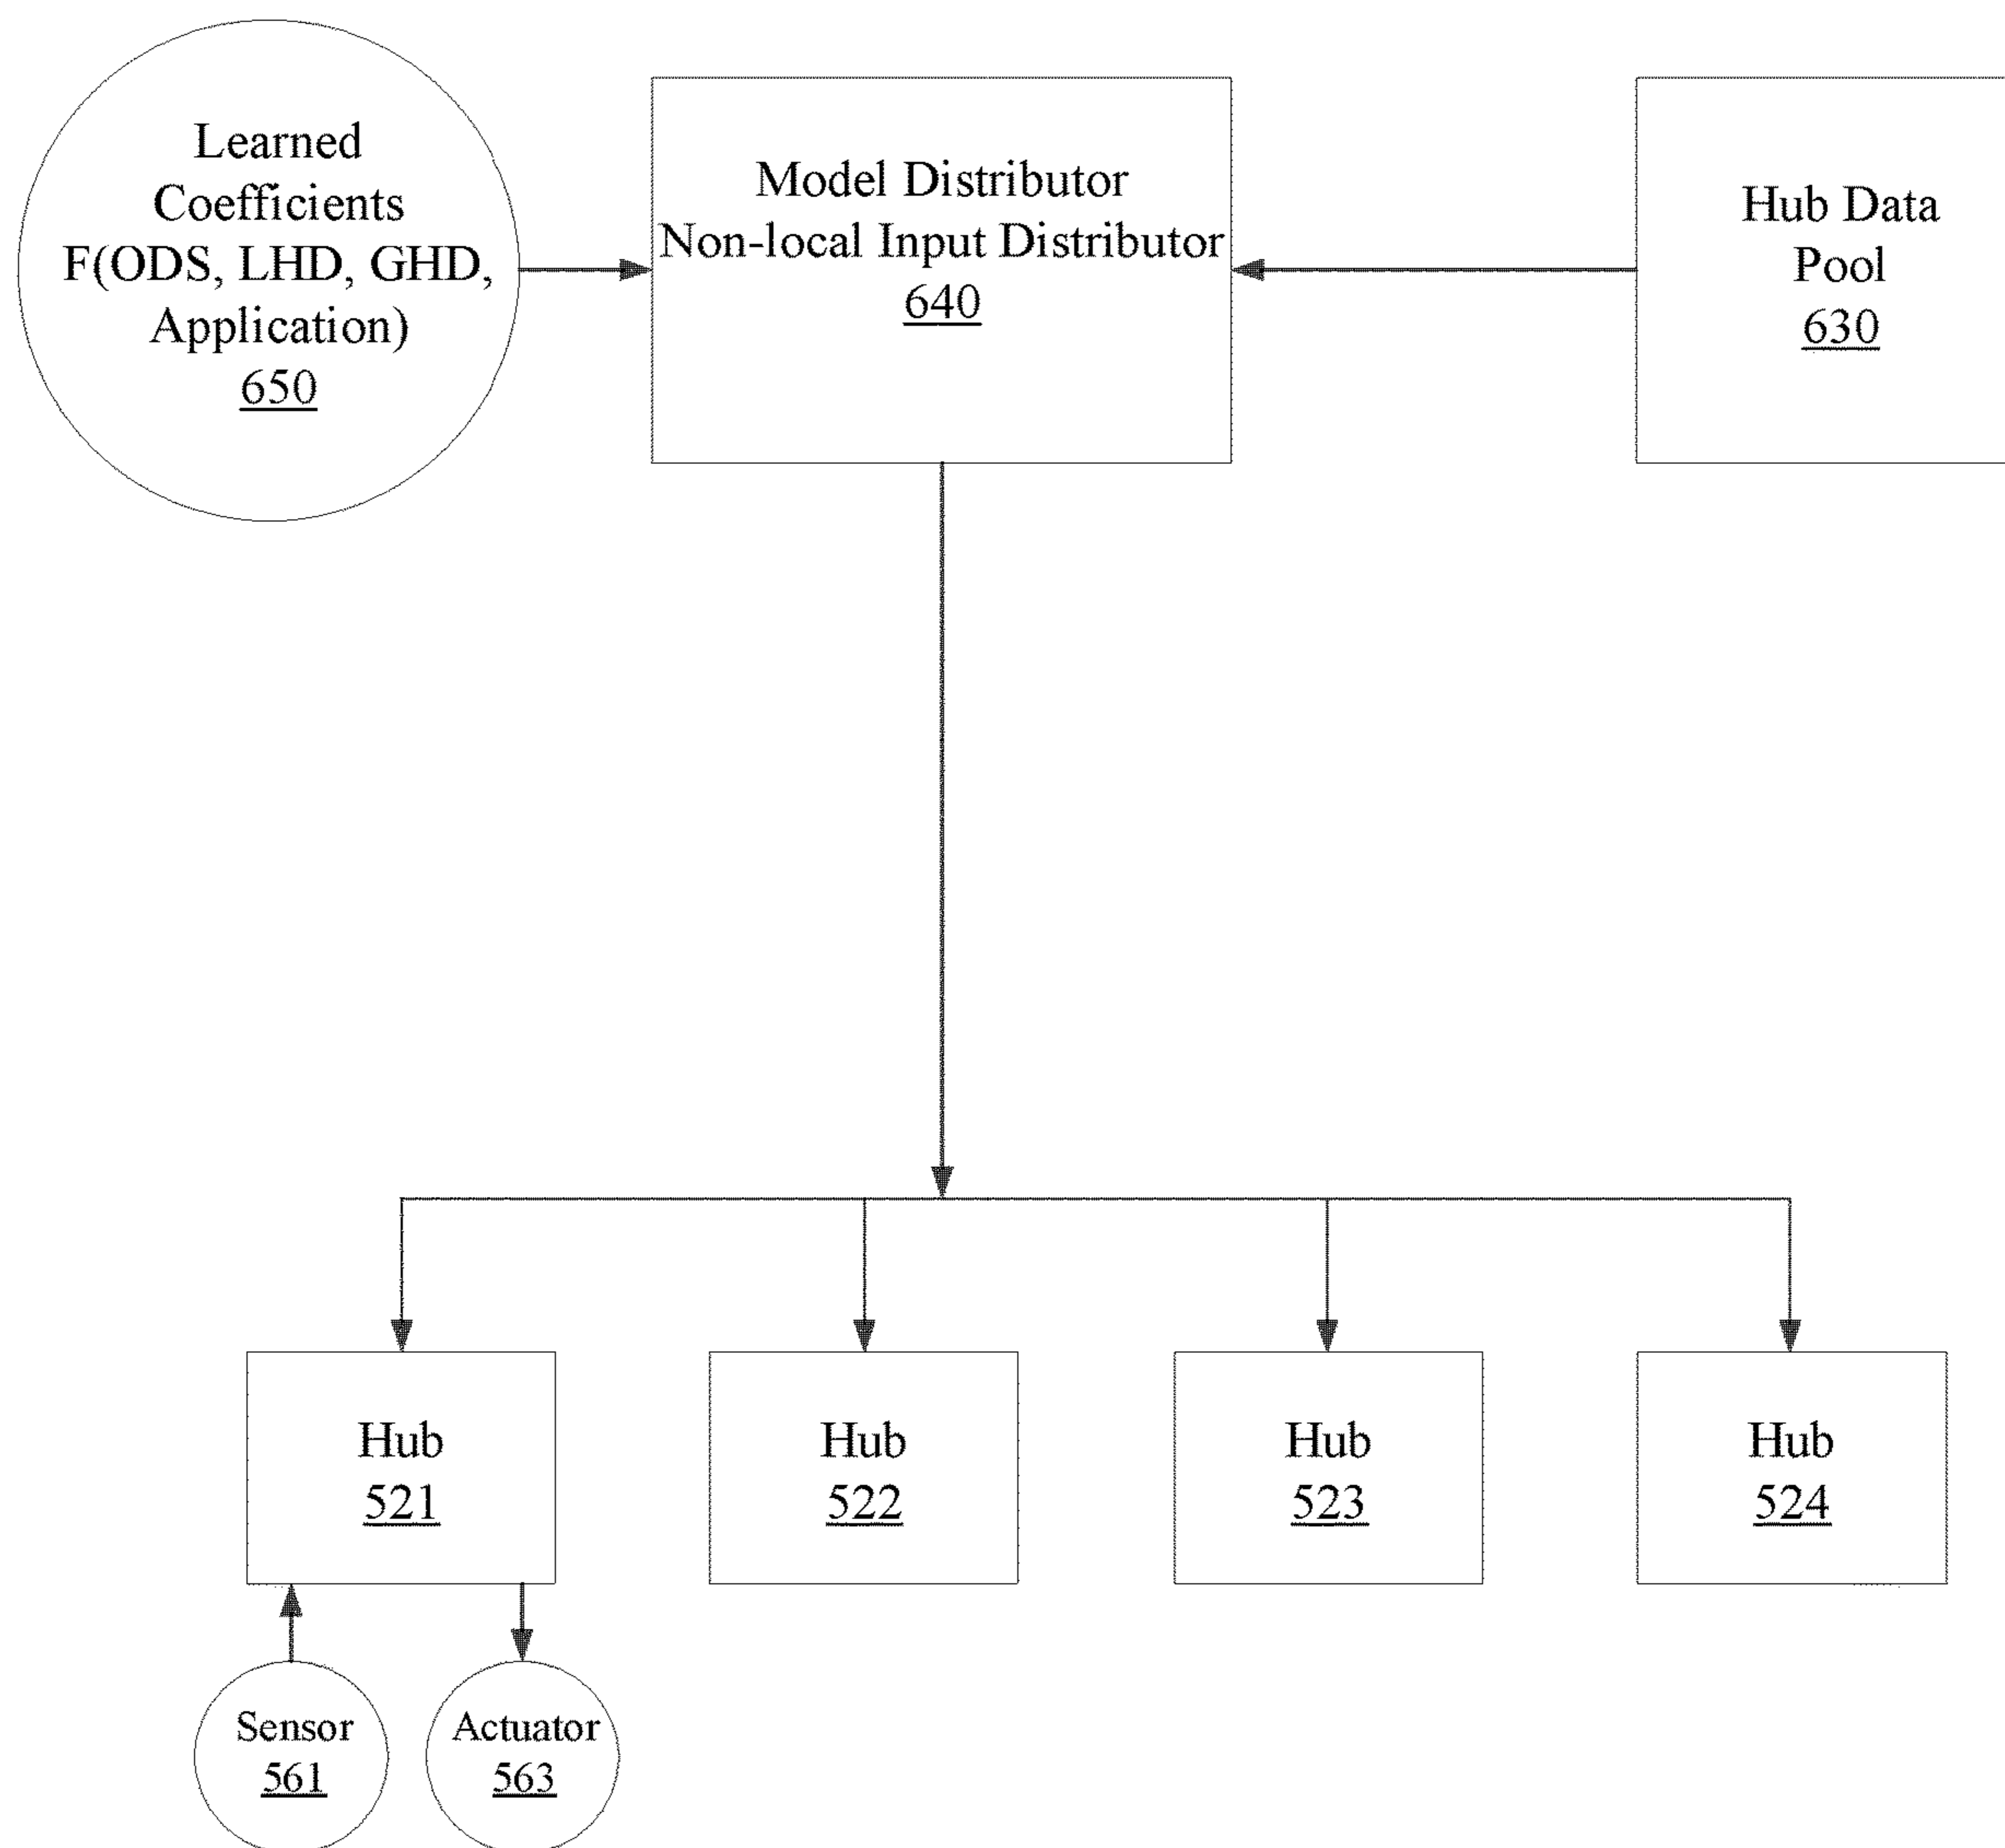 Learned
Coefficients
F(ODS, LHD, GHD,
Application)
650
Model Distributor
Non-local Input Distributor
640
Hub Data
Pool
630
Hub
521
Hub
522
Hub
523
Hub
524
Sensor
561
Actuator
563